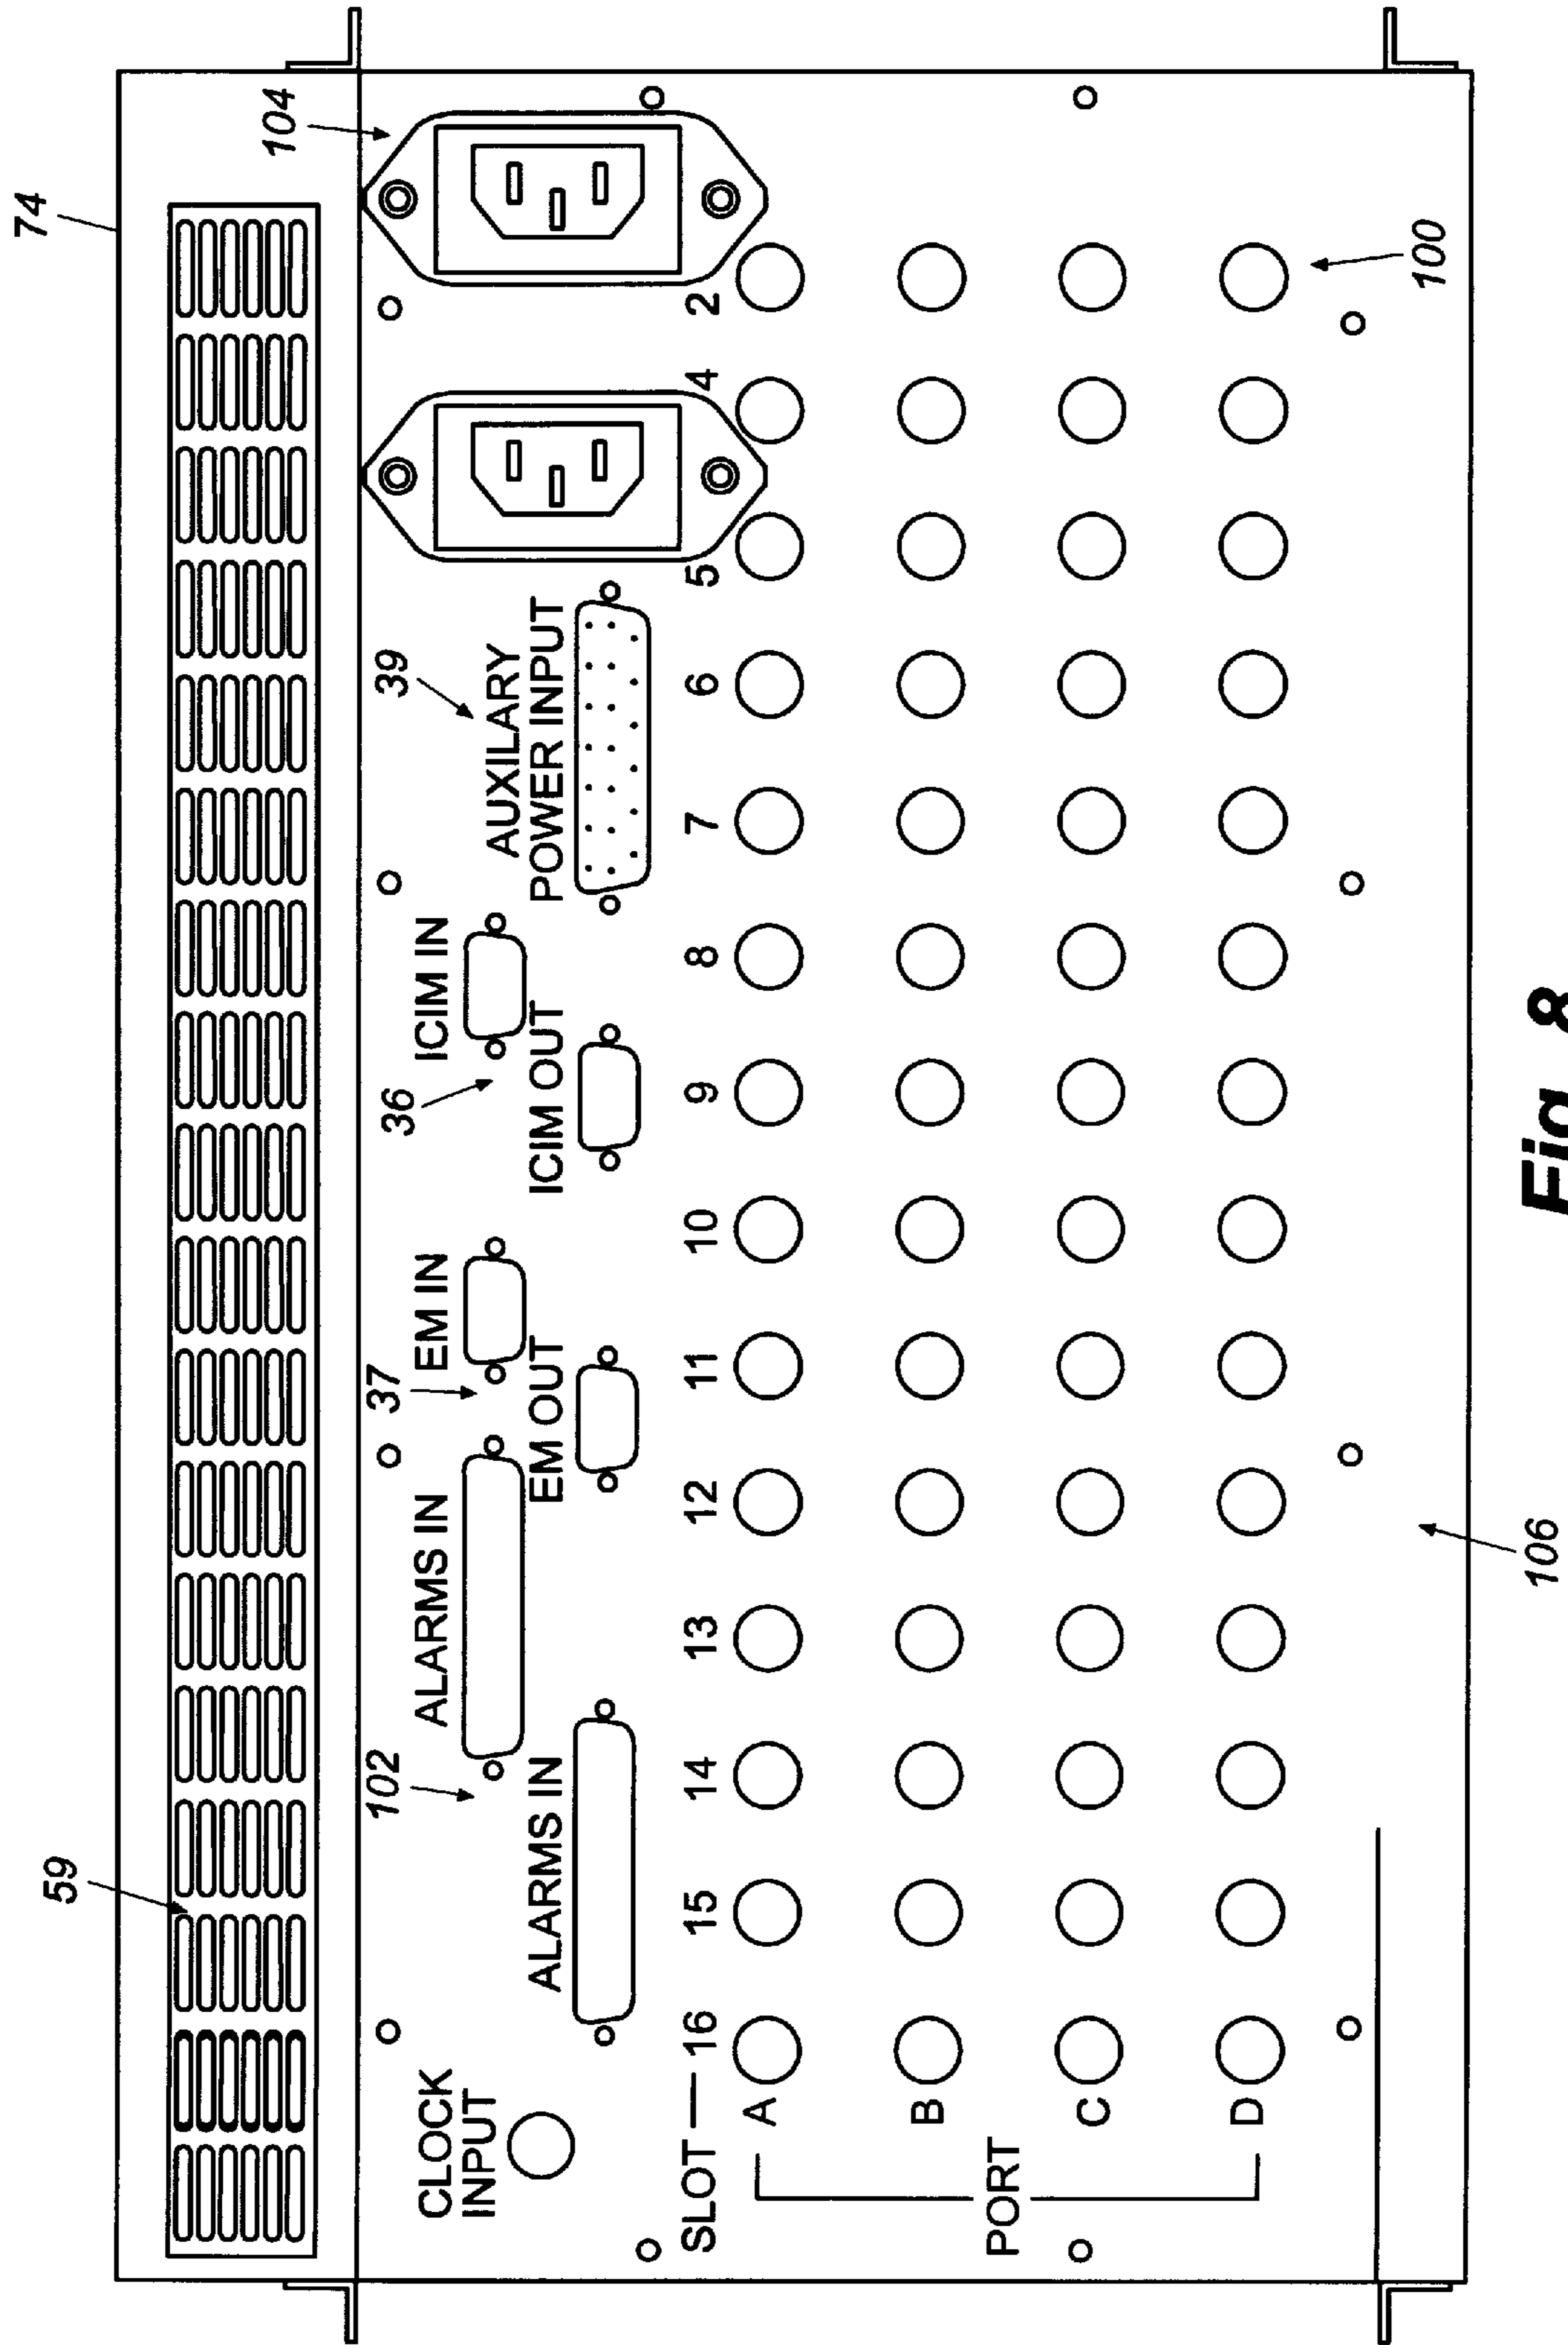 74
59
104
CLOCK
INPUT
102
ALARMS IN
ALARMS IN
37
EM IN
EM OUT
36
ICIM IN
ICIM OUT
39
AUXILARY
POWER INPUT
SLOT — 16 15 14 13 12 11 10 9 8 7 6 5 4 2
A
B
PORT
C
D
100
106
Fig. 8